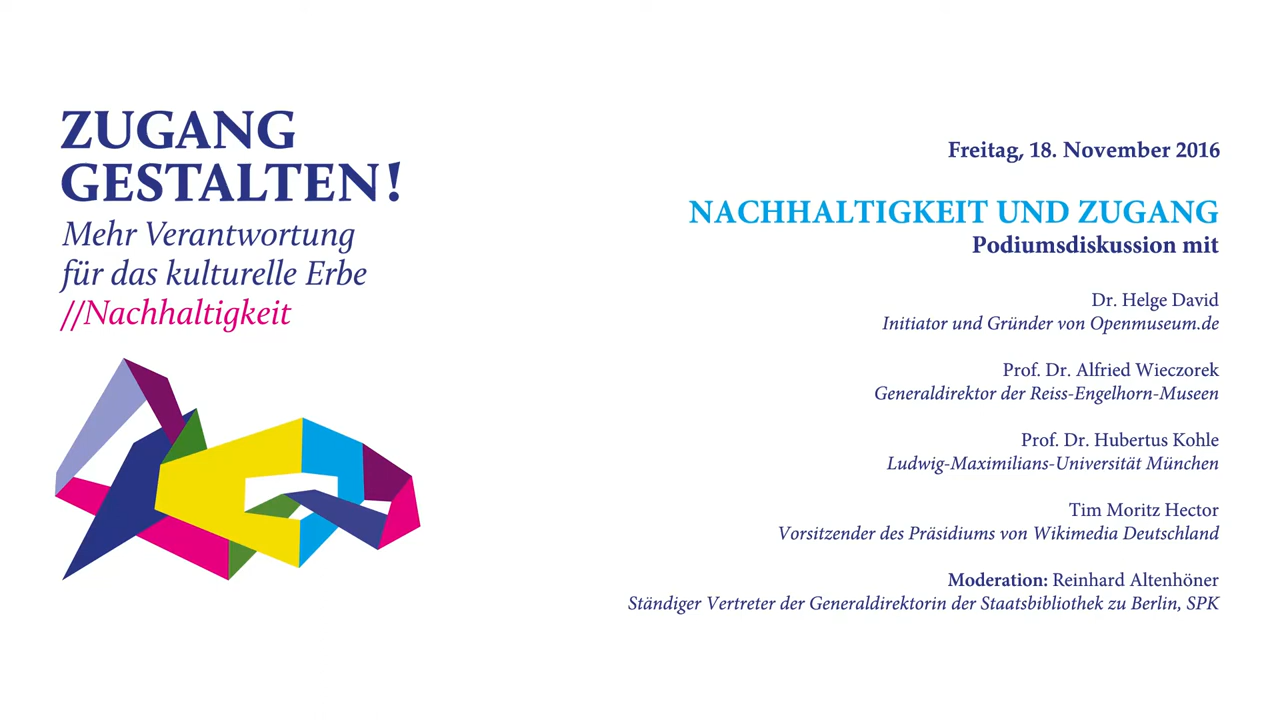 ZUGANG
GESTALTEN!
Mehr Verantwortung
für das kulturelle Erbe
//Nachhaltigkeit
Freitag, 18. November 2016
NACHHALTIGKEIT UND ZUGANG
Podiumsdiskussion mit
Dr. Helge David
Initiator und Gründer von Openmuseum.de
Prof. Dr. Alfried Wieczorek
Generaldirektor der Reiss-Engelhorn-Museen
Prof. Dr. Hubertus Kohle
Ludwig-Maximilians-Universität München
Tim Moritz Hector
Vorsitzender des Präsidiums von Wikimedia Deutschland
Moderation: Reinhard Altenhöner
Ständiger Vertreter der Generaldirektorin der Staatsbibliothek zu Berlin, SPK